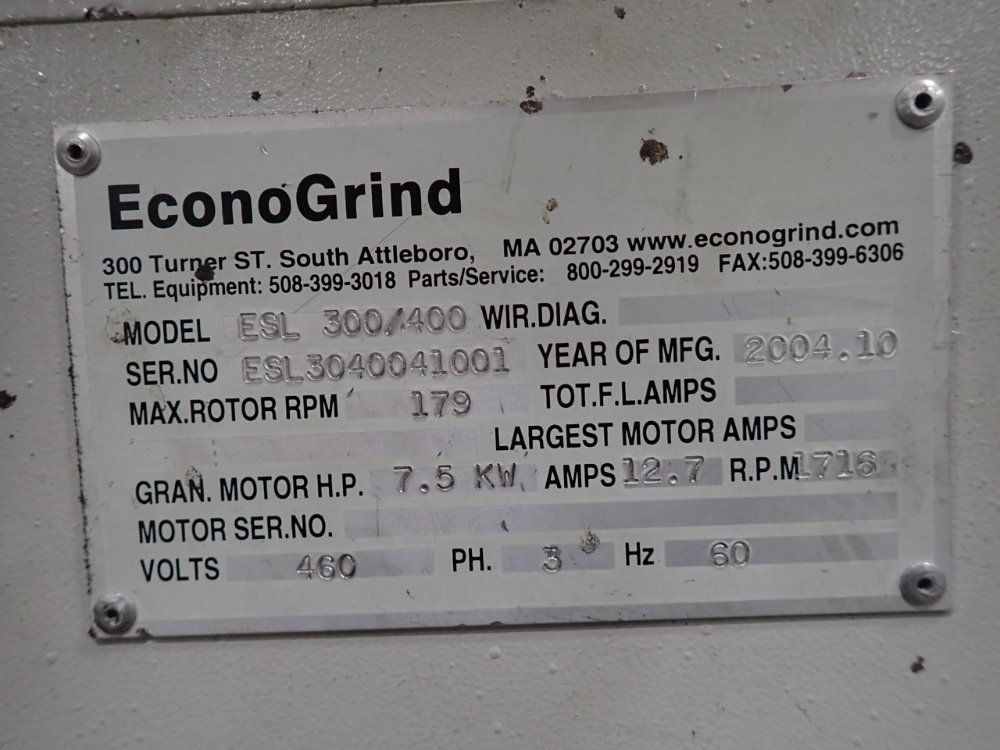 EconoGrind
300 Turner ST. South Attleboro, MA 02703 www.econogrind.com
TEL. Equipment: 508-399-3018 Parts/Service: 800-299-2919 FAX:508-399-6306
MODEL ESL 300/400 WIR.DIAG.
SER.NO ESL3040041001 YEAR OF MFG. 2004.10
MAX.ROTOR RPM 179 TOT.F.L.AMPS
LARGEST MOTOR AMPS
GRAN. MOTOR H.P. 7.5 KW. AMPS 12.7 R.P.M 1716
MOTOR SER.NO.
VOLTS 460 PH. 3 Hz 60